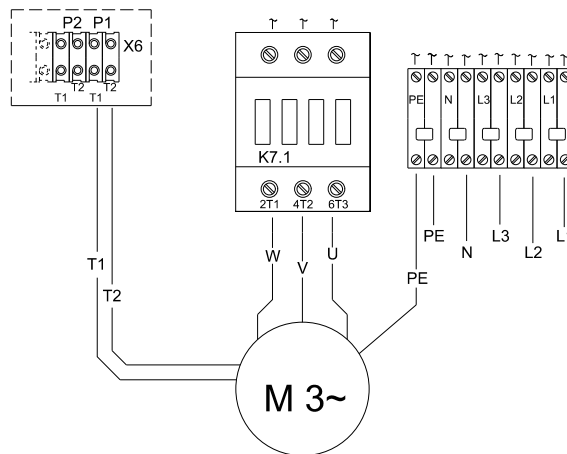 P2 P1
X6
T2 T2
T1 T1
K7.1
2T1 4T2 6T3
PE N L3 L2 L1
W V U
PE N L3 L2 L1
PE
T1
T2
M 3~